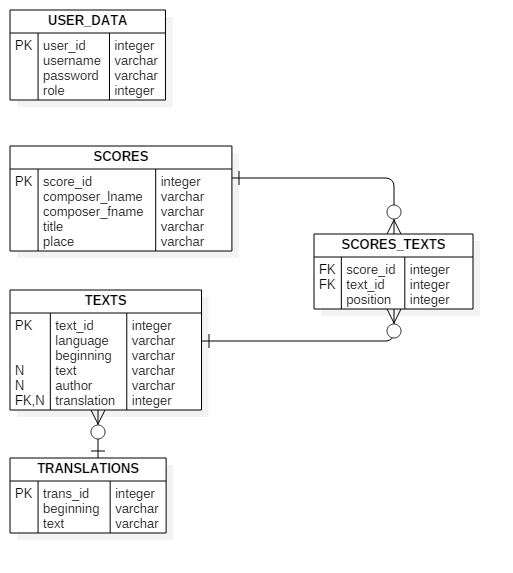 USER_DATA
PK user_id integer
username varchar
password varchar
role integer
SCORES
PK score_id integer
composer_lname varchar
composer_fname varchar
title varchar
place varchar
SCORES_TEXTS
FK score_id integer
FK text_id integer
position integer
TEXTS
PK text_id integer
language varchar
beginning varchar
N text varchar
N author varchar
FK,N translation integer
TRANSLATIONS
PK trans_id integer
beginning varchar
text varchar